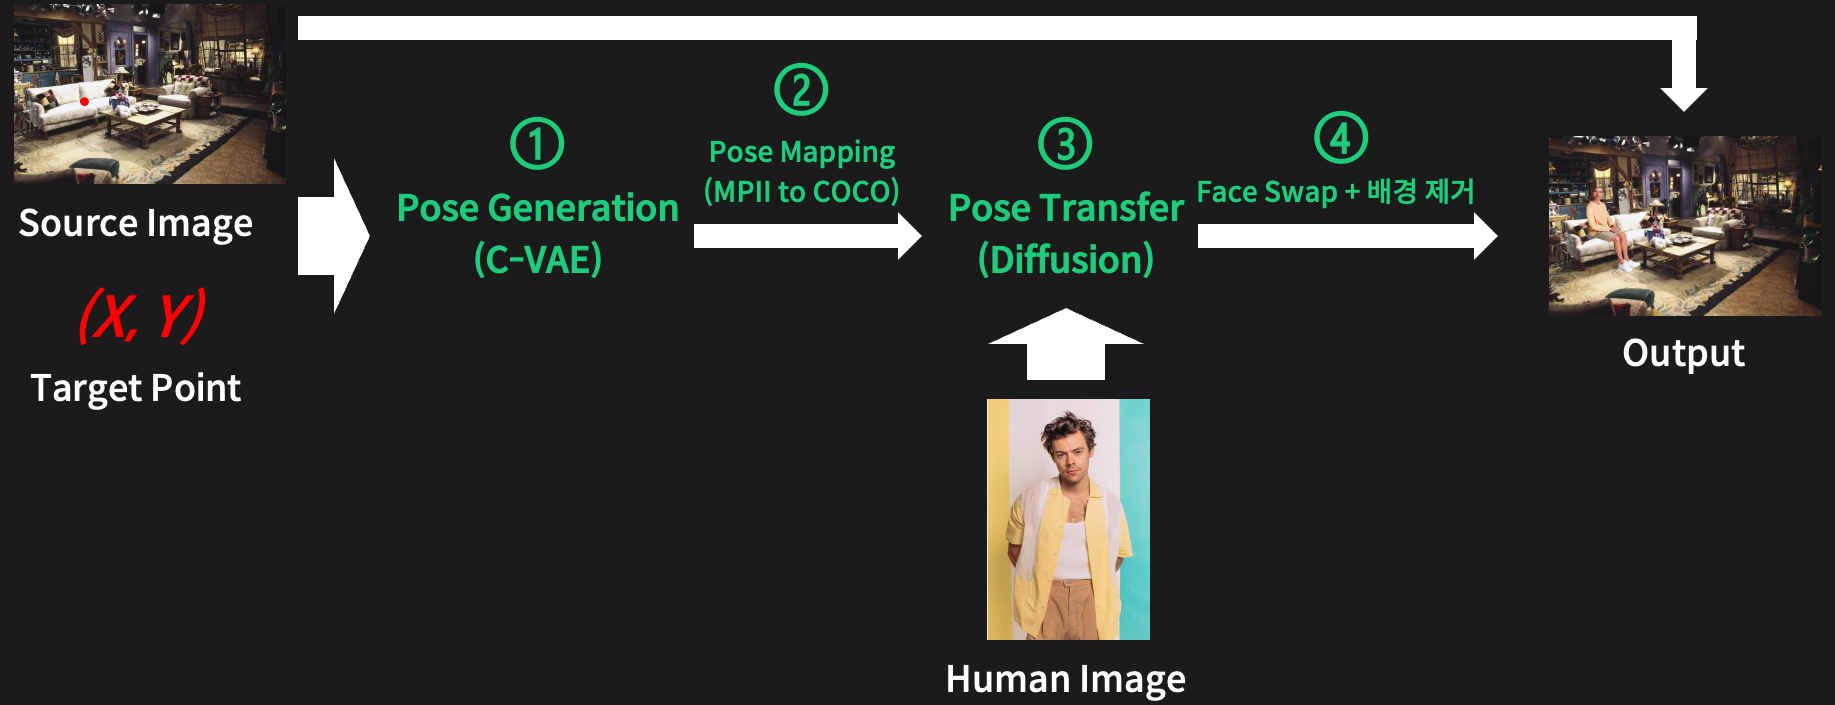 Source Image
(X, Y)
Target Point
①
Pose Generation
(C-VAE)
②
Pose Mapping
(MPII to COCO)
③
Pose Transfer
(Diffusion)
④
Face Swap + 배경 제거
Human Image
Output